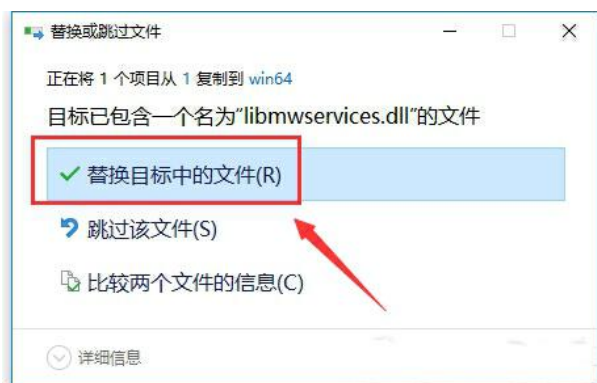 替换或跳过文件
正在将 1 个项目从 1 复制到 win64
目标已包含一个名为"libmwservices.dll"的文件
替换目标中的文件(R)
跳过该文件(S)
比较两个文件的信息(C)
详细信息